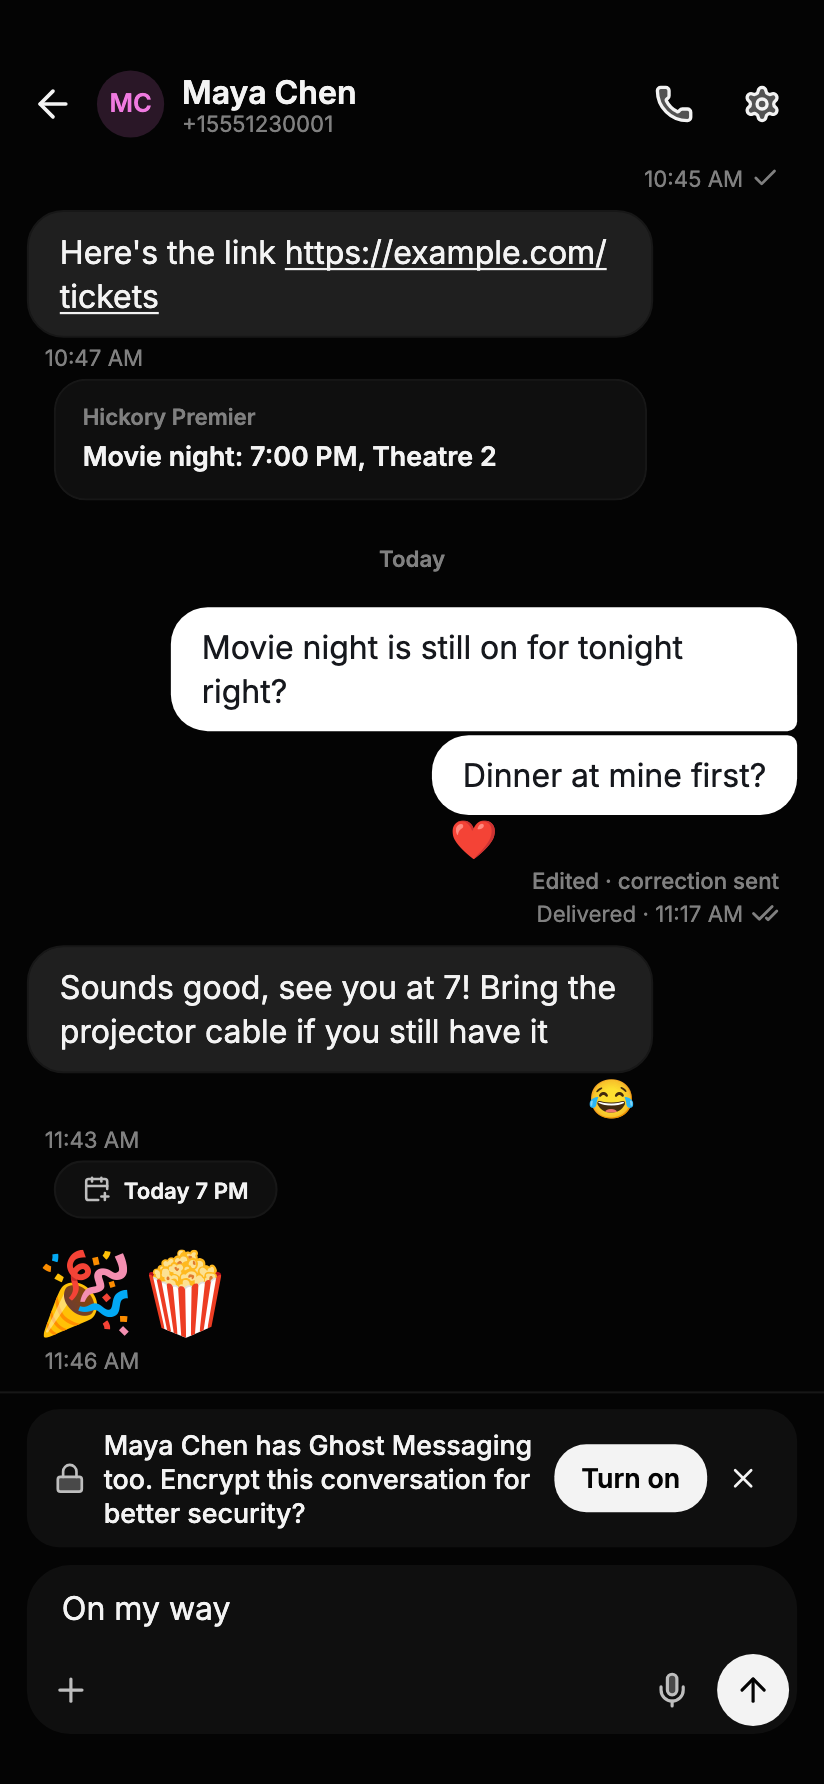 MC
Maya Chen
+15551230001
10:45 AM
Here's the link https://example.com/
tickets
10:47 AM
Hickory Premier
Movie night: 7:00 PM, Theatre 2
Today
Movie night is still on for tonight
right?
Dinner at mine first?
Edited · correction sent
Delivered · 11:17 AM
Sounds good, see you at 7! Bring the
projector cable if you still have it
11:43 AM
Today 7 PM
11:46 AM
Maya Chen has Ghost Messaging
too. Encrypt this conversation for
better security?
Turn on
On my way